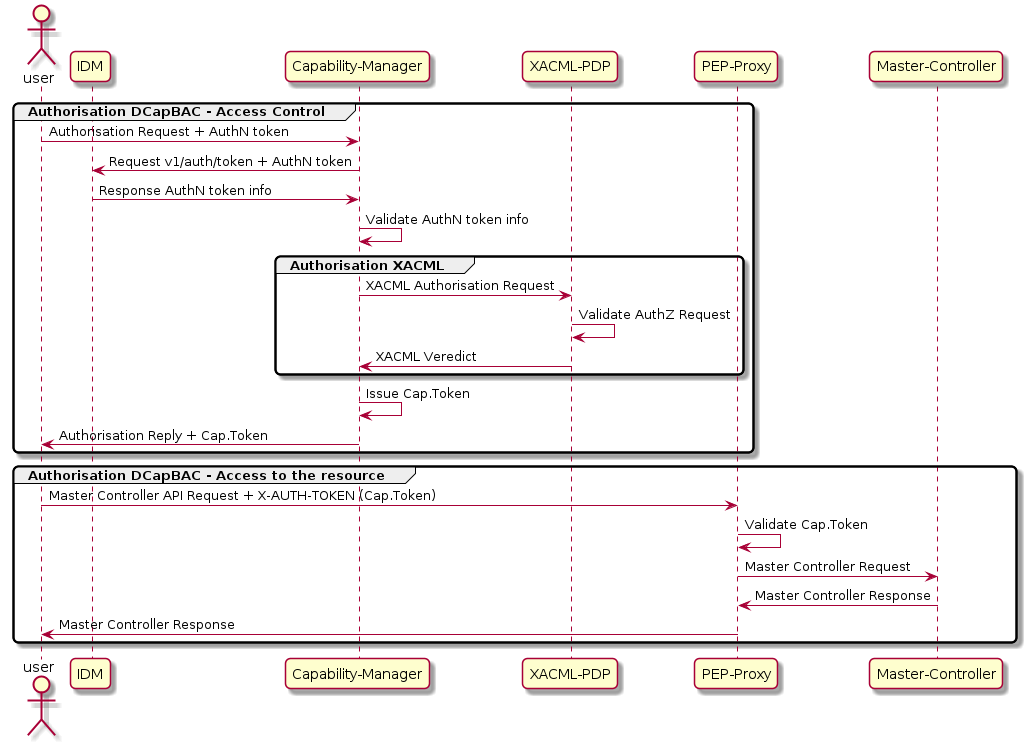 user
IDM
Capability-Manager
XACML-PDP
PEP-Proxy
Master-Controller
Authorisation DCapBAC - Access Control
Authorisation Request + AuthN token
Request v1/auth/token + AuthN token
Response AuthN token info
Validate AuthN token info
Authorisation XACML
XACML Authorisation Request
Validate AuthZ Request
XACML Veredict
Issue Cap.Token
Authorisation Reply + Cap.Token
Authorisation DCapBAC - Access to the resource
Master Controller API Request + X-AUTH-TOKEN (Cap.Token)
Validate Cap.Token
Master Controller Request
Master Controller Response
Master Controller Response
user
IDM
Capability-Manager
XACML-PDP
PEP-Proxy
Master-Controller